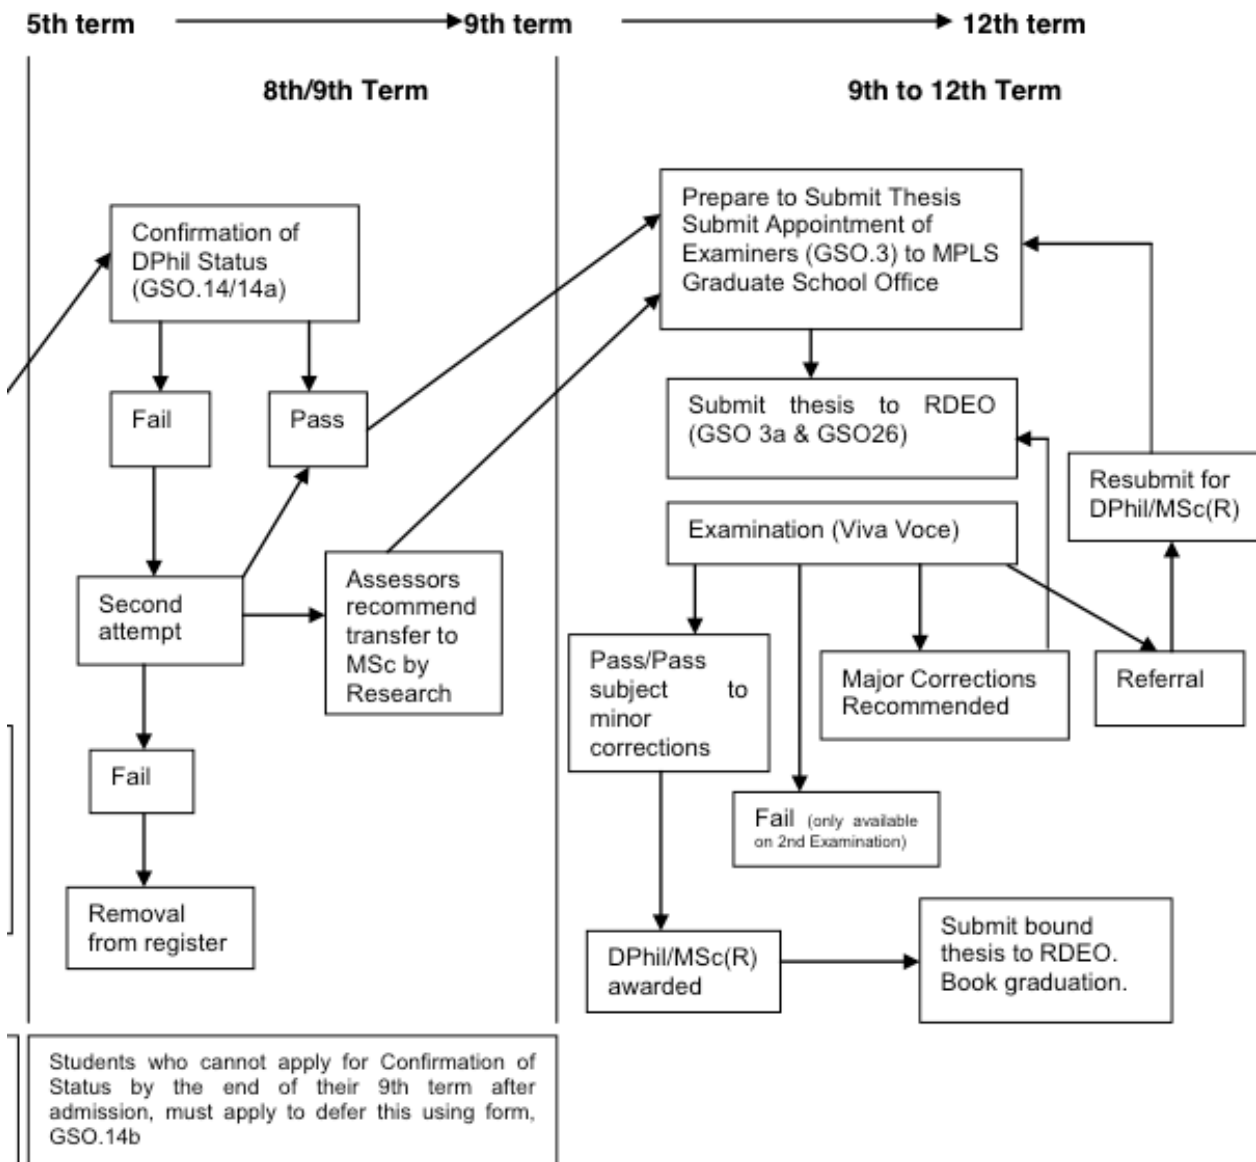 5th term
9th term
12th term
8th/9th Term
9th to 12th Term
Confirmation of
DPhil Status
(GSO.14/14a)
Fail
Pass
Second
attempt
Assessors
recommend
transfer to
MSc by
Research
Fail
Removal
from register
Students who cannot apply for Confirmation of
Status by the end of their 9th term after
admission, must apply to defer this using form,
GSO.14b
Prepare to Submit Thesis
Submit Appointment of
Examiners (GSO.3) to MPLS
Graduate School Office
Submit thesis to RDEO
(GSO 3a & GSO26)
Resubmit for
DPhil/MSc(R)
Examination (Viva Voce)
Pass/Pass
subject to
minor
corrections
Major Corrections
Recommended
Referral
Fail (only available
on 2nd Examination)
DPhil/MSc(R)
awarded
Submit bound
thesis to RDEO.
Book graduation.